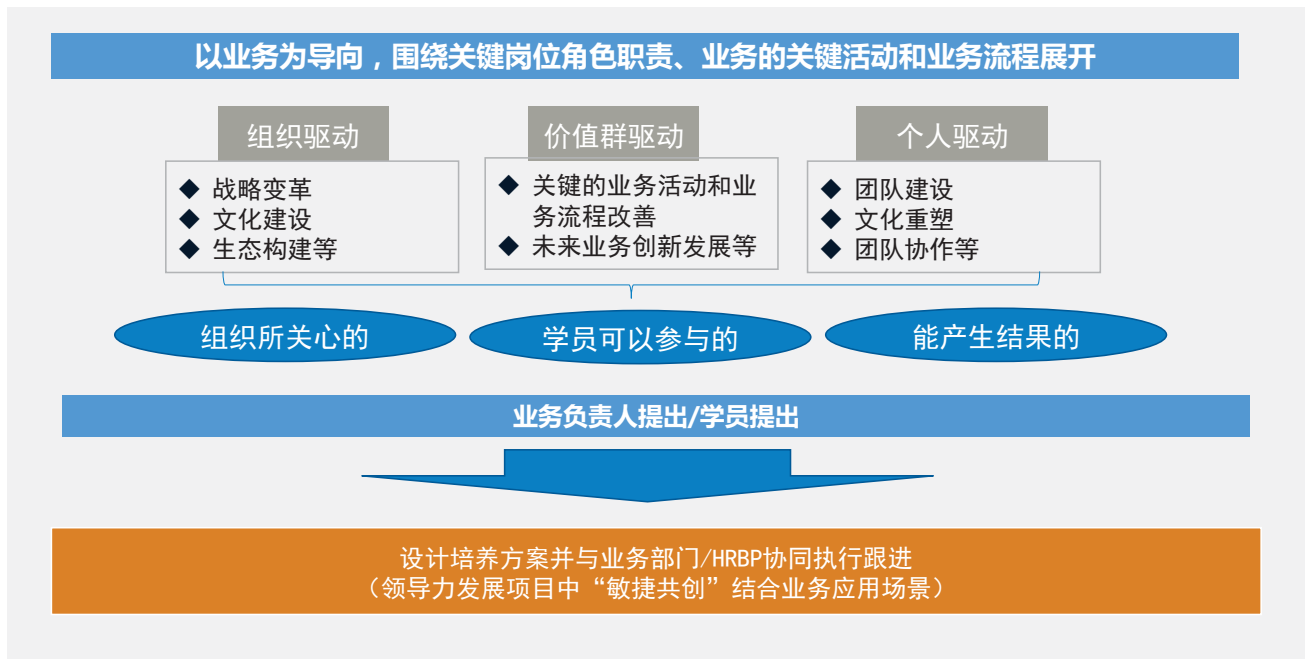 以业务为导向，围绕关键岗位角色职责、业务的关键活动和业务流程展开
组织驱动
◆ 战略变革
◆ 文化建设
◆ 生态构建等
价值群驱动
◆ 关键的业务活动和业
务流程改善
◆ 未来业务创新发展等
个人驱动
◆ 团队建设
◆ 文化重塑
◆ 团队协作等
组织所关心的
学员可以参与的
能产生结果的
业务负责人提出/学员提出
设计培养方案并与业务部门/HRBP协同执行跟进
（领导力发展项目中“敏捷共创”结合业务应用场景）